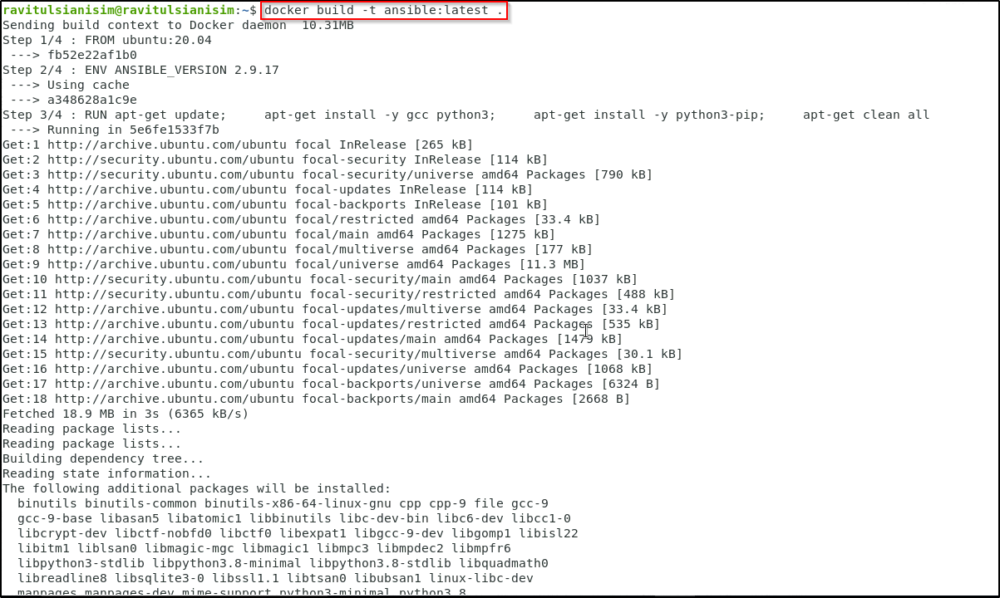 ravitulsianisim@ravitulsianisim:~$ docker build -t ansible:latest .
Sending build context to Docker daemon  10.31MB
Step 1/4 : FROM ubuntu:20.04
 ---> fb52e22af1b0
Step 2/4 : ENV ANSIBLE_VERSION 2.9.17
 ---> Using cache
 ---> a348628a1c9e
Step 3/4 : RUN apt-get update;     apt-get install -y gcc python3;     apt-get install -y python3-pip;     apt-get clean all
 ---> Running in 5e6fe1533f7b
Get:1 http://archive.ubuntu.com/ubuntu focal InRelease [265 kB]
Get:2 http://security.ubuntu.com/ubuntu focal-security InRelease [114 kB]
Get:3 http://security.ubuntu.com/ubuntu focal-security/universe amd64 Packages [790 kB]
Get:4 http://archive.ubuntu.com/ubuntu focal-updates InRelease [114 kB]
Get:5 http://archive.ubuntu.com/ubuntu focal-backports InRelease [101 kB]
Get:6 http://archive.ubuntu.com/ubuntu focal/restricted amd64 Packages [33.4 kB]
Get:7 http://archive.ubuntu.com/ubuntu focal/main amd64 Packages [1275 kB]
Get:8 http://archive.ubuntu.com/ubuntu focal/multiverse amd64 Packages [177 kB]
Get:9 http://archive.ubuntu.com/ubuntu focal/universe amd64 Packages [11.3 MB]
Get:10 http://security.ubuntu.com/ubuntu focal-security/main amd64 Packages [1037 kB]
Get:11 http://security.ubuntu.com/ubuntu focal-security/restricted amd64 Packages [488 kB]
Get:12 http://archive.ubuntu.com/ubuntu focal-updates/multiverse amd64 Packages [33.4 kB]
Get:13 http://archive.ubuntu.com/ubuntu focal-updates/restricted amd64 Packages [535 kB]
Get:14 http://archive.ubuntu.com/ubuntu focal-updates/main amd64 Packages [1479 kB]
Get:15 http://security.ubuntu.com/ubuntu focal-security/multiverse amd64 Packages [30.1 kB]
Get:16 http://archive.ubuntu.com/ubuntu focal-updates/universe amd64 Packages [1068 kB]
Get:17 http://archive.ubuntu.com/ubuntu focal-backports/universe amd64 Packages [6324 B]
Get:18 http://archive.ubuntu.com/ubuntu focal-backports/main amd64 Packages [2668 B]
Fetched 18.9 MB in 3s (6365 kB/s)
Reading package lists...
Reading package lists...
Building dependency tree...
Reading state information...
The following additional packages will be installed:
  binutils binutils-common binutils-x86-64-linux-gnu cpp cpp-9 file gcc-9
  gcc-9-base libasan5 libatomic1 libbinutils libc-dev-bin libc6-dev libcc1-0
  libcrypt-dev libctf-nobfd0 libctf0 libexpat1 libgcc-9-dev libgomp1 libisl22
  libitm1 liblsan0 libmagic-mgc libmagic1 libmpc3 libmpdec2 libmpfr6
  libpython3-stdlib libpython3.8-minimal libpython3.8-stdlib libquadmath0
  libreadline8 libsqlite3-0 libssl1.1 libtsan0 libubsan1 linux-libc-dev
  manpages manpages-dev mime-support python3-minimal python3.8